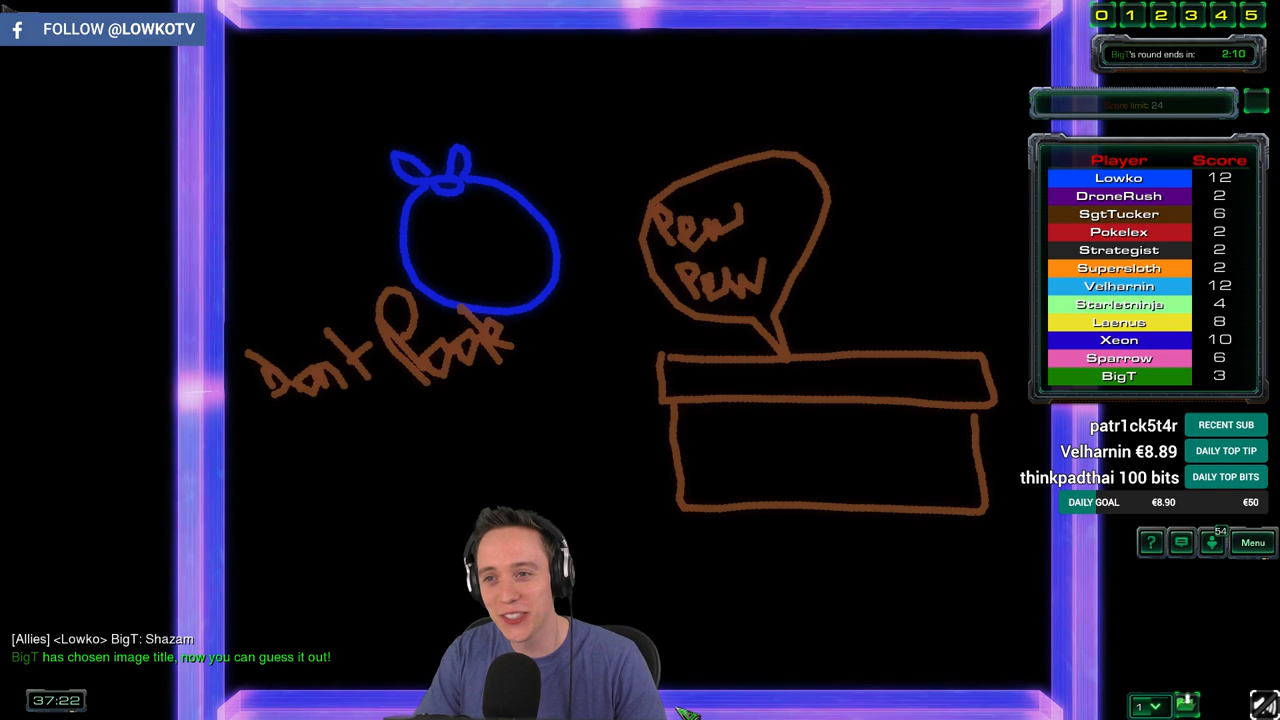 FOLLOW @LOWKOTV
0 1 2 3 4 5
BigT's round ends in: 2:10
Score limit: 24
Player Score
Lowko 12
DroneRush 2
SgtTucker 6
Pokelex 2
Strategist 2
Supersloth 2
Velharnin 12
Starletninja 4
Laenus 8
Xeon 10
Sparrow 6
BigT 3
Pew
Pew
Dont Pook
patr1ck5t4r RECENT SUB
Velharnin €8.89 DAILY TOP TIP
thinkpadthai 100 bits DAILY TOP BITS
DAILY GOAL €8.90 €50
54
? Menu
[Allies] <Lowko> BigT: Shazam
BigT has chosen image title, now you can guess it out!
37:22
1